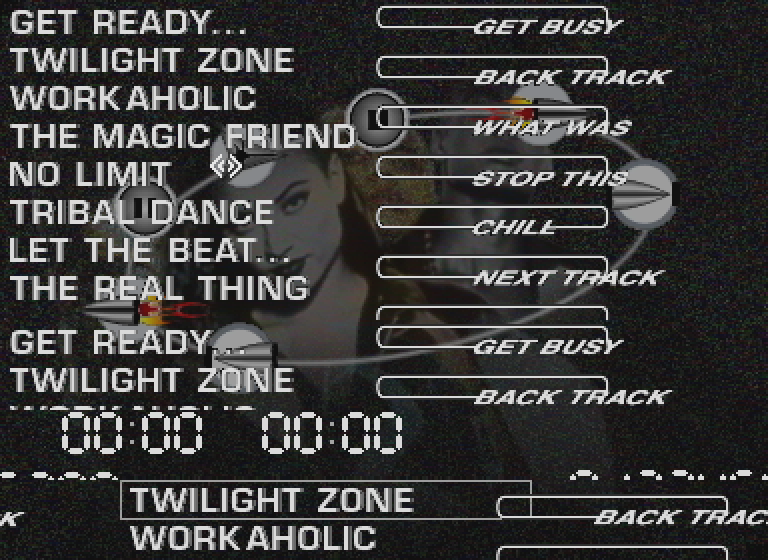 GET READY... GET BUSY
TWILIGHT ZONE BACK TRACK
WORKAHOLIC
THE MAGIC FRIEND WHAT WAS
NO LIMIT STOP THIS
TRIBAL DANCE CHILL
LET THE BEAT...
THE REAL THING NEXT TRACK
GET READY... GET BUSY
TWILIGHT ZONE BACK TRACK
00:00 00:00
TWILIGHT ZONE BACK TRAC
WORKAHOLIC